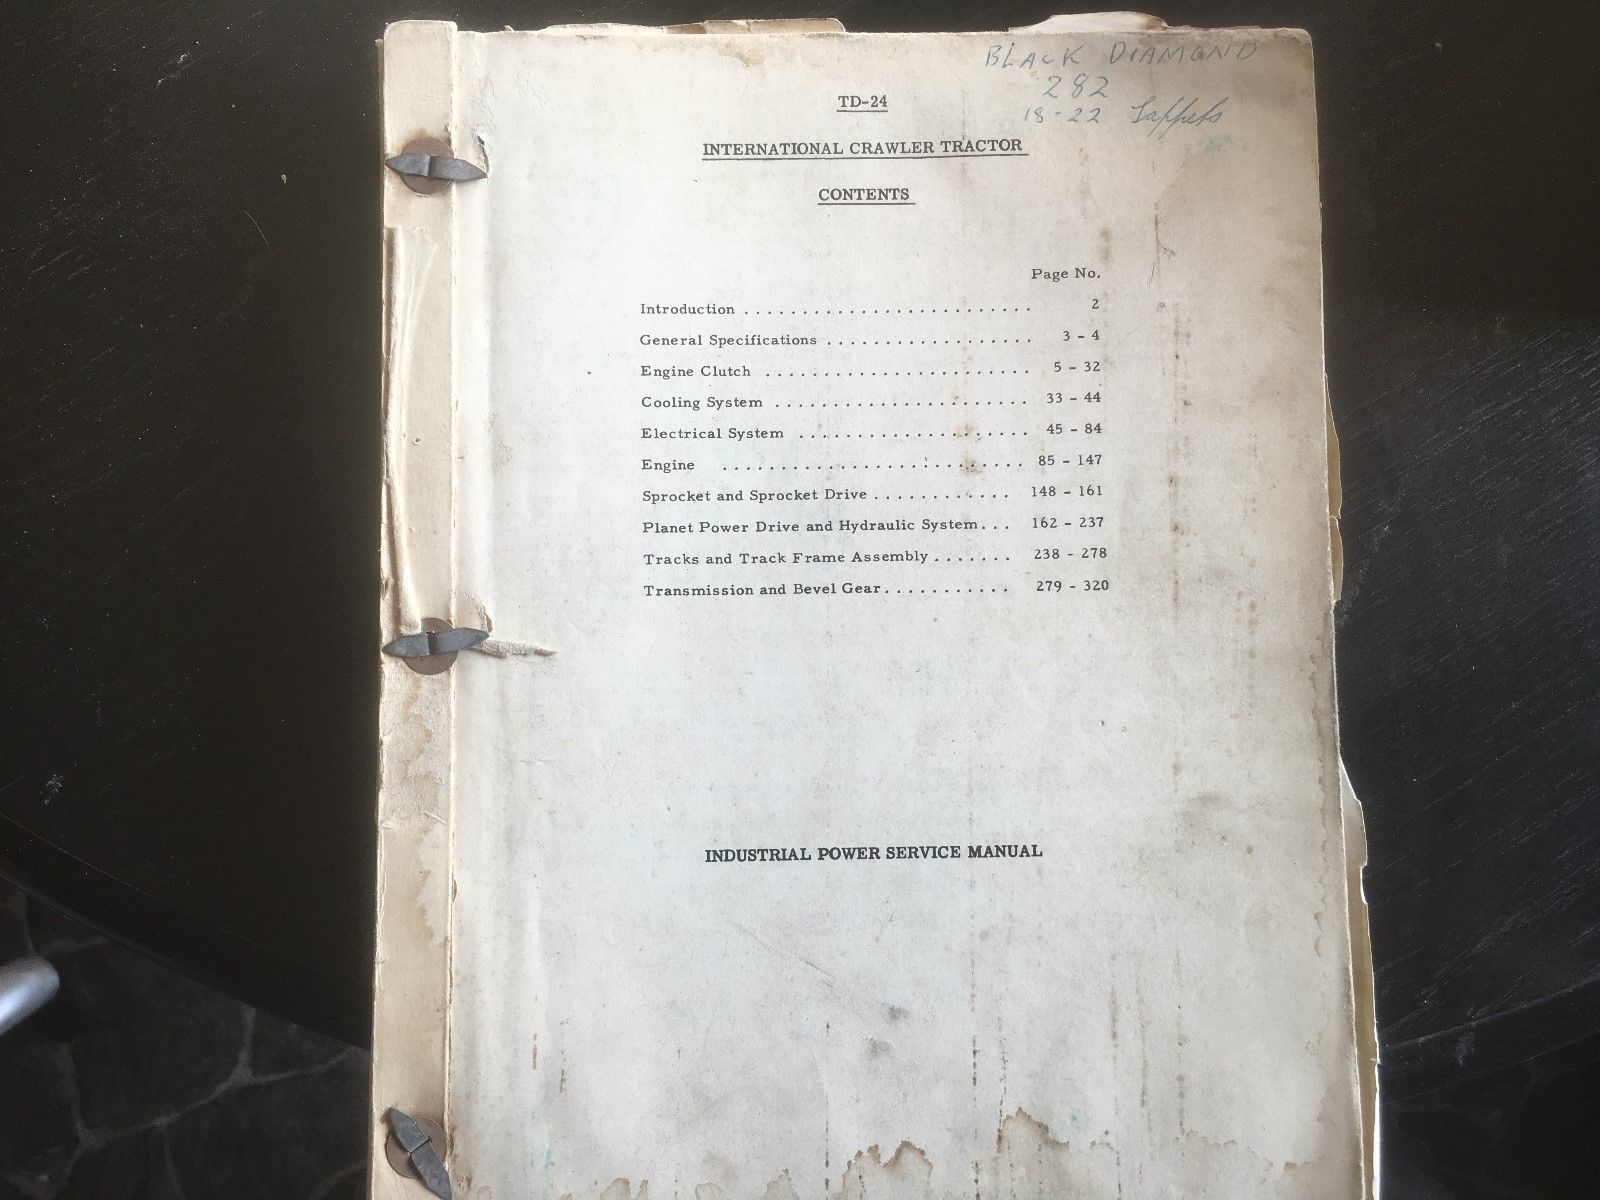 BLACK DIAMOND
282
18-22 Tappets
TD-24
INTERNATIONAL CRAWLER TRACTOR
CONTENTS
Page No.
Introduction . . . . . . . . . . . . . . . . . . . . . . . . . 2
General Specifications . . . . . . . . . . . . . . . . . . 3 - 4
Engine Clutch . . . . . . . . . . . . . . . . . . . . . . . 5 - 32
Cooling System . . . . . . . . . . . . . . . . . . . . . . 33 - 44
Electrical System . . . . . . . . . . . . . . . . . . . . 45 - 84
Engine . . . . . . . . . . . . . . . . . . . . . . . . . . 85 - 147
Sprocket and Sprocket Drive . . . . . . . . . . . . 148 - 161
Planet Power Drive and Hydraulic System. . . 162 - 237
Tracks and Track Frame Assembly . . . . . . . 238 - 278
Transmission and Bevel Gear. . . . . . . . . . . 279 - 320
INDUSTRIAL POWER SERVICE MANUAL